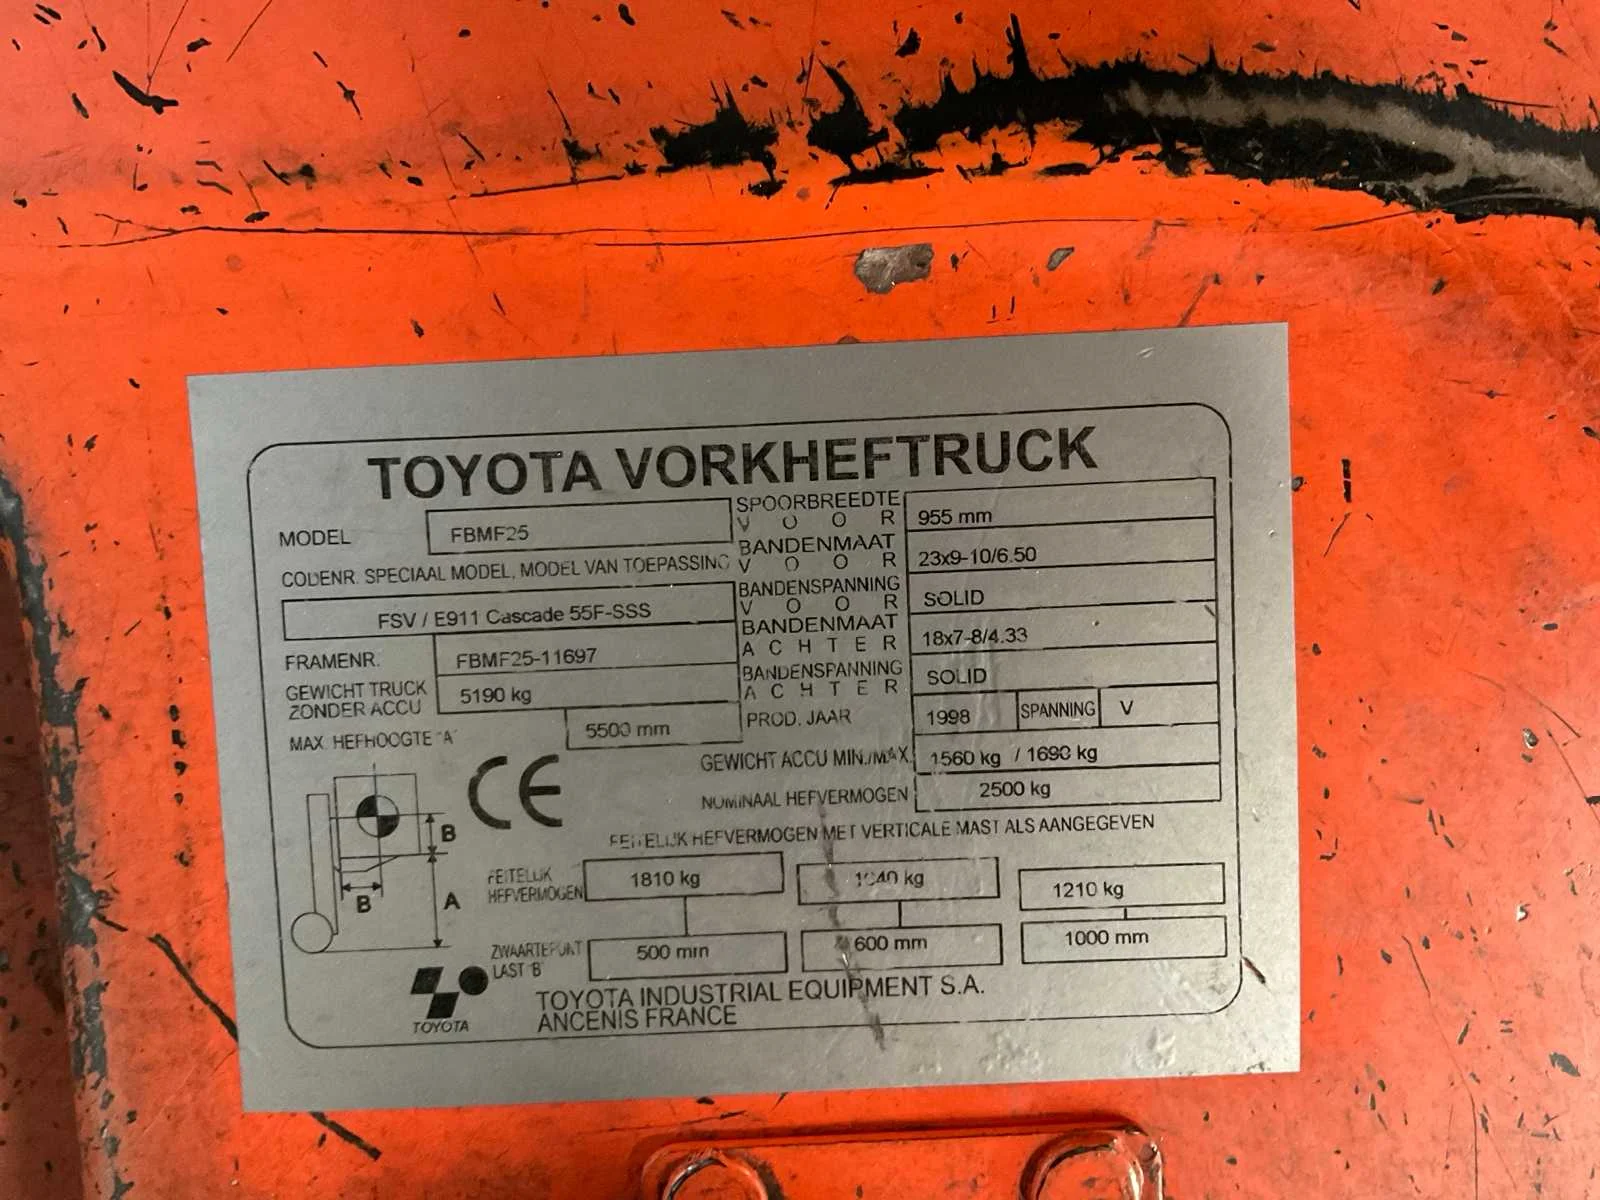 TOYOTA VORKHEFTRUCK
MODEL FBMF25
CODENR. SPECIAAL MODEL, MODEL VAN TOEPASSING
FSV / E911 Cascade 55F-SSS
FRAMENR. FBMF25-11697
GEWICHT TRUCK
ZONDER ACCU 5190 kg
MAX. HEFHOOGTE "A" 5500 mm
SPOORBREEDTE
VOOR 955 mm
BANDENMAAT
VOOR 23x9-10/6.50
BANDENSPANNING
VOOR SOLID
BANDENMAAT
ACHTER 18x7-8/4.33
BANDENSPANNING
ACHTER SOLID
PROD. JAAR 1998 SPANNING V
GEWICHT ACCU MIN./MAX. 1560 kg / 1690 kg
NOMINAAL HEFVERMOGEN 2500 kg
CE
B
B
A
FEITELIJK HEFVERMOGEN MET VERTICALE MAST ALS AANGEGEVEN
FEITELIJK
HEFVERMOGEN 1810 kg kg 1210 kg
ZWAARTEPUNT
LAST "B" 500 mm 600 mm 1000 mm
TOYOTA
TOYOTA INDUSTRIAL EQUIPMENT S.A.
ANCENIS FRANCE